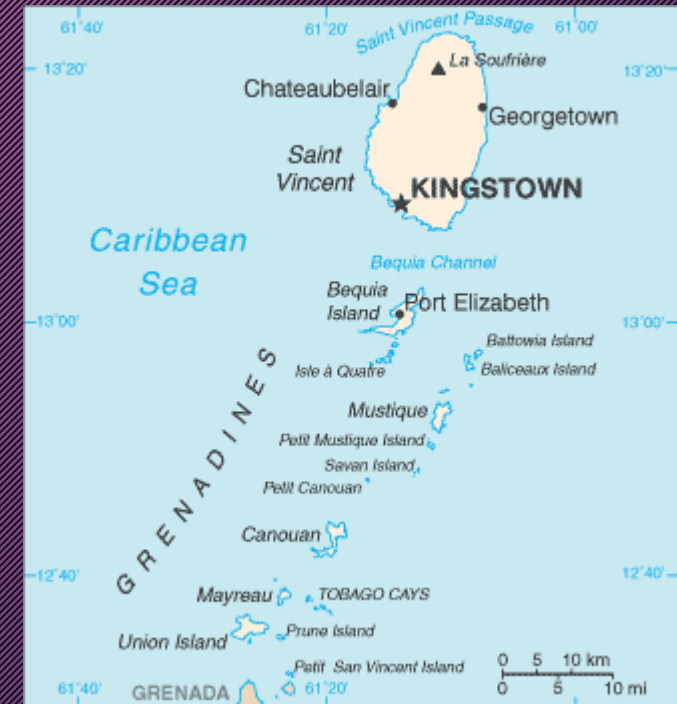 61°40'
61°20'
61°00'
Saint Vincent Passage
13°20'
La Soufrière
13°20'
Chateaubelair
Georgetown
Saint
Vincent
KINGSTOWN
Caribbean
Sea
Bequia Channel
Bequia
Island
Port Elizabeth
13°00'
13°00'
Battowia Island
Isle à Quatre
Baliceaux Island
GRENADINES
Mustique
Petit Mustique Island
Savan Island
Petit Canouan
Canouan
12°40'
12°40'
Mayreau
TOBAGO CAYS
Union Island
Prune Island
Petit San Vincent Island
0 5 10 km
0 5 10 mi
61°40'
GRENADA
61°20'